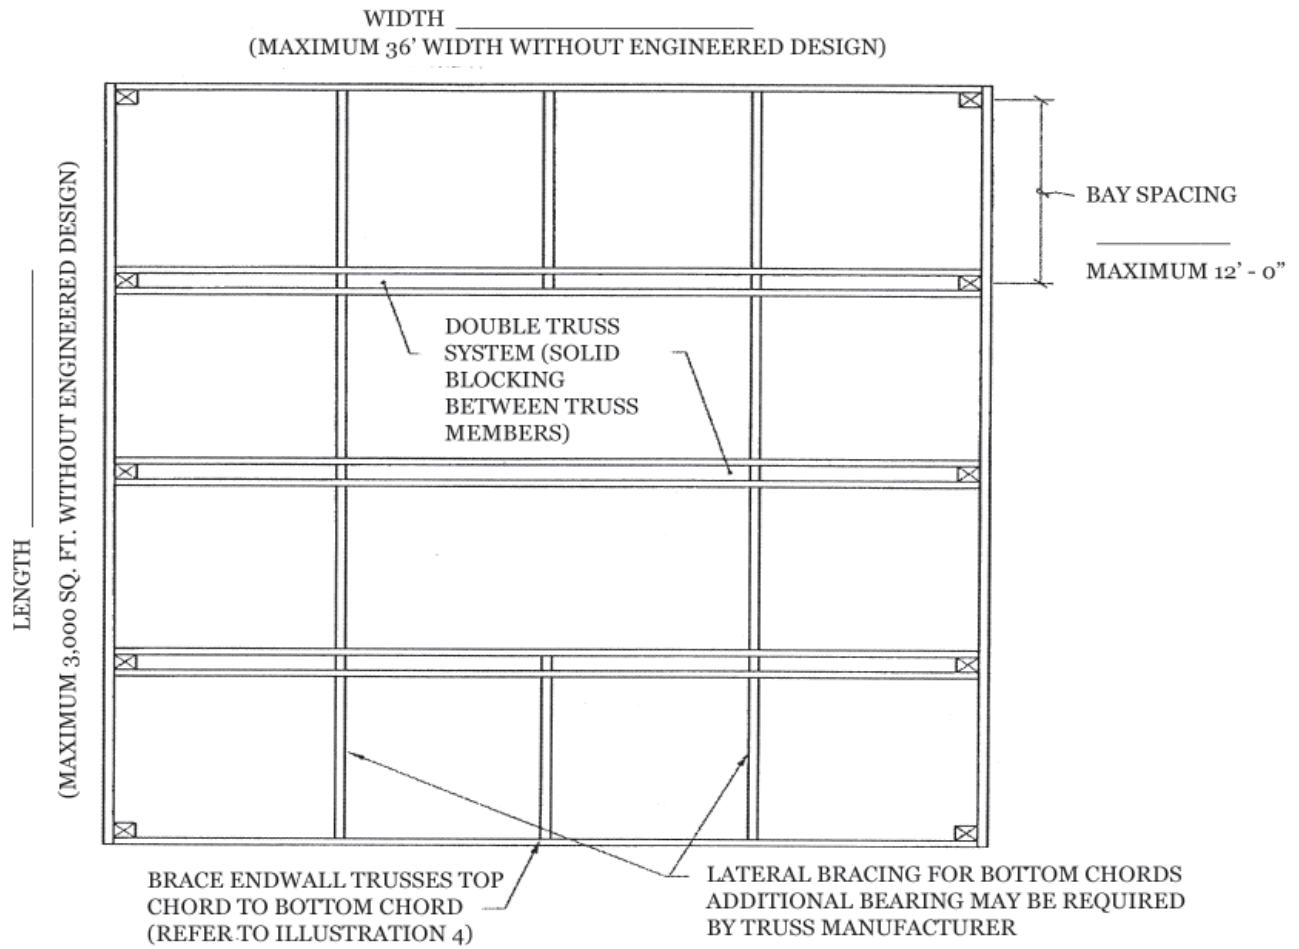 WIDTH
(MAXIMUM 36’ WIDTH WITHOUT ENGINEERED DESIGN)
BAY SPACING
MAXIMUM 12’ - 0”
DOUBLE TRUSS
SYSTEM (SOLID
BLOCKING
BETWEEN TRUSS
MEMBERS)
LENGTH
(MAXIMUM 3,000 SQ. FT. WITHOUT ENGINEERED DESIGN)
BRACE ENDWALL TRUSSES TOP
CHORD TO BOTTOM CHORD
(REFER TO ILLUSTRATION 4)
LATERAL BRACING FOR BOTTOM CHORDS
ADDITIONAL BEARING MAY BE REQUIRED
BY TRUSS MANUFACTURER